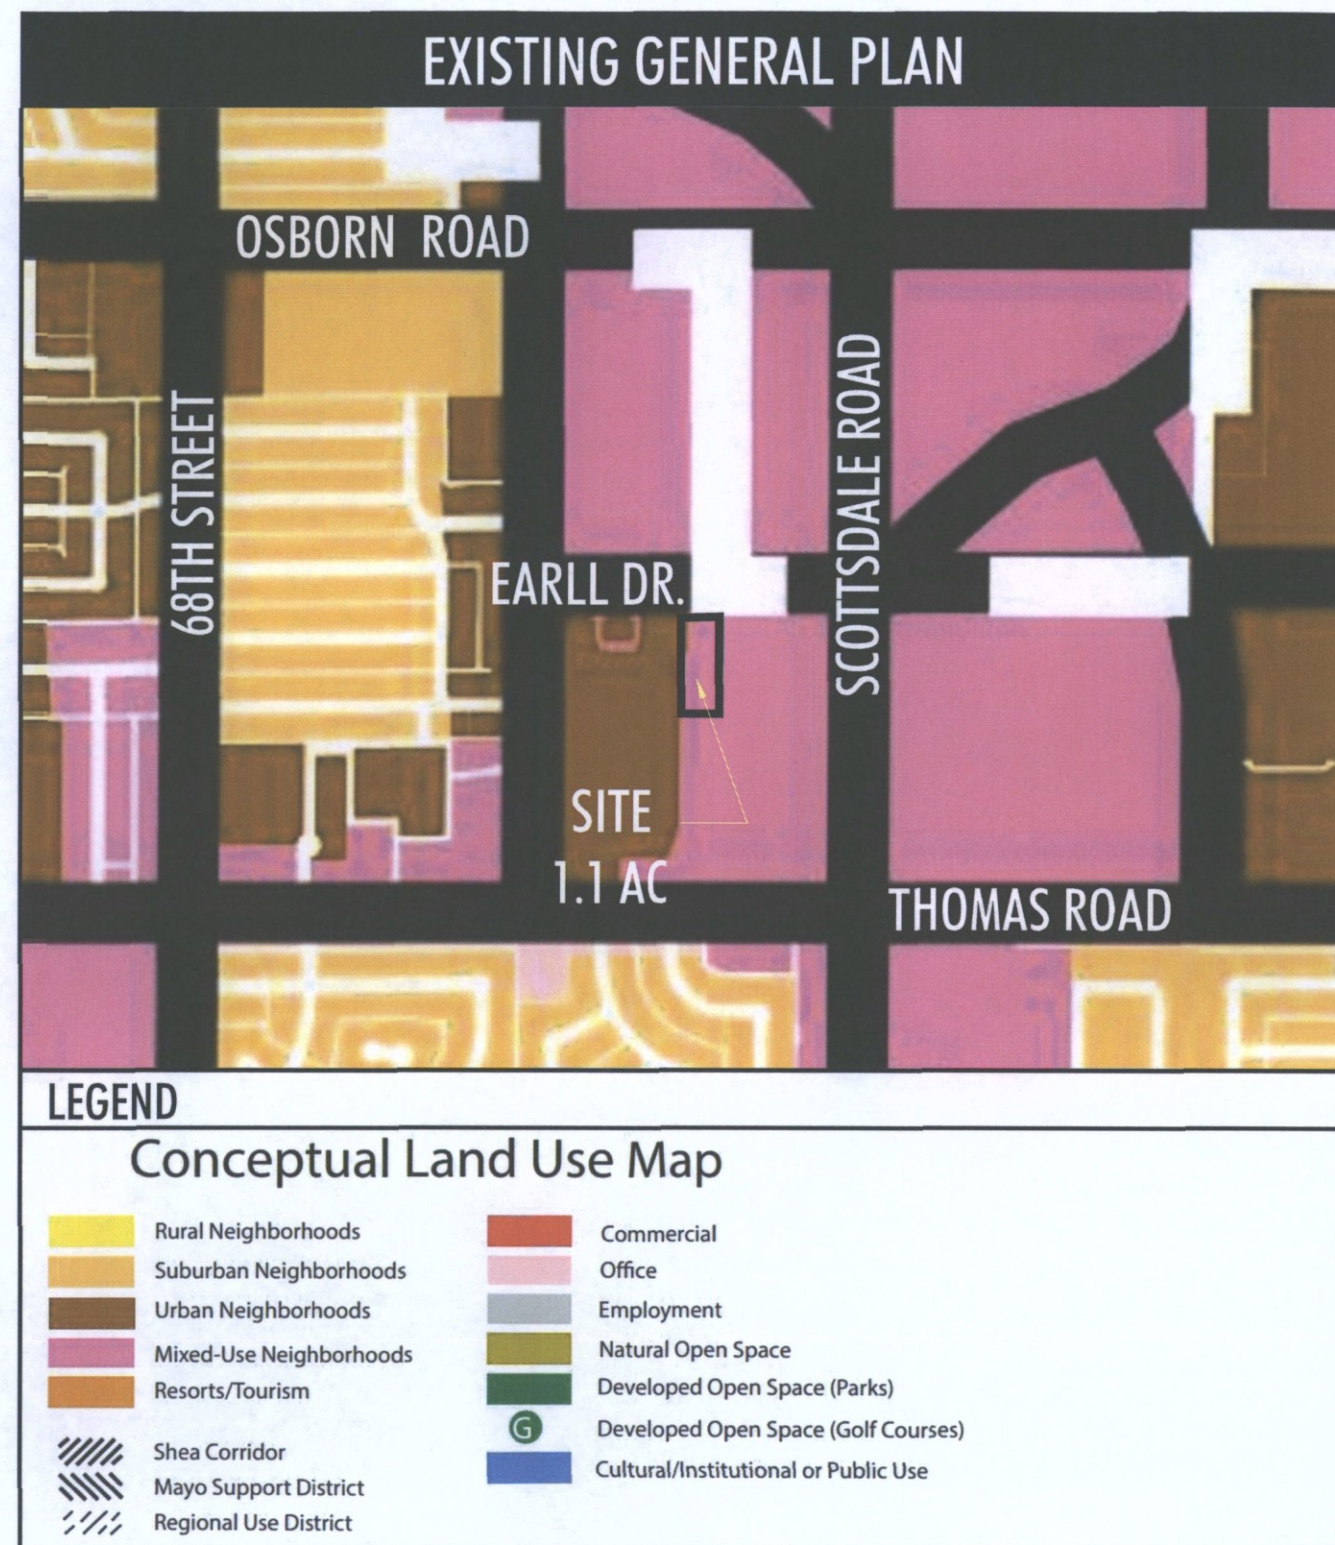 EXISTING GENERAL PLAN
OSBORN ROAD
68TH STREET
SCOTTSDALE ROAD
EARLL DR.
SITE
1.1 AC
THOMAS ROAD
LEGEND
Conceptual Land Use Map
Rural Neighborhoods
Suburban Neighborhoods
Urban Neighborhoods
Mixed-Use Neighborhoods
Resorts/Tourism
Shea Corridor
Mayo Support District
Regional Use District
Commercial
Office
Employment
Natural Open Space
Developed Open Space (Parks)
G
Developed Open Space (Golf Courses)
Cultural/Institutional or Public Use